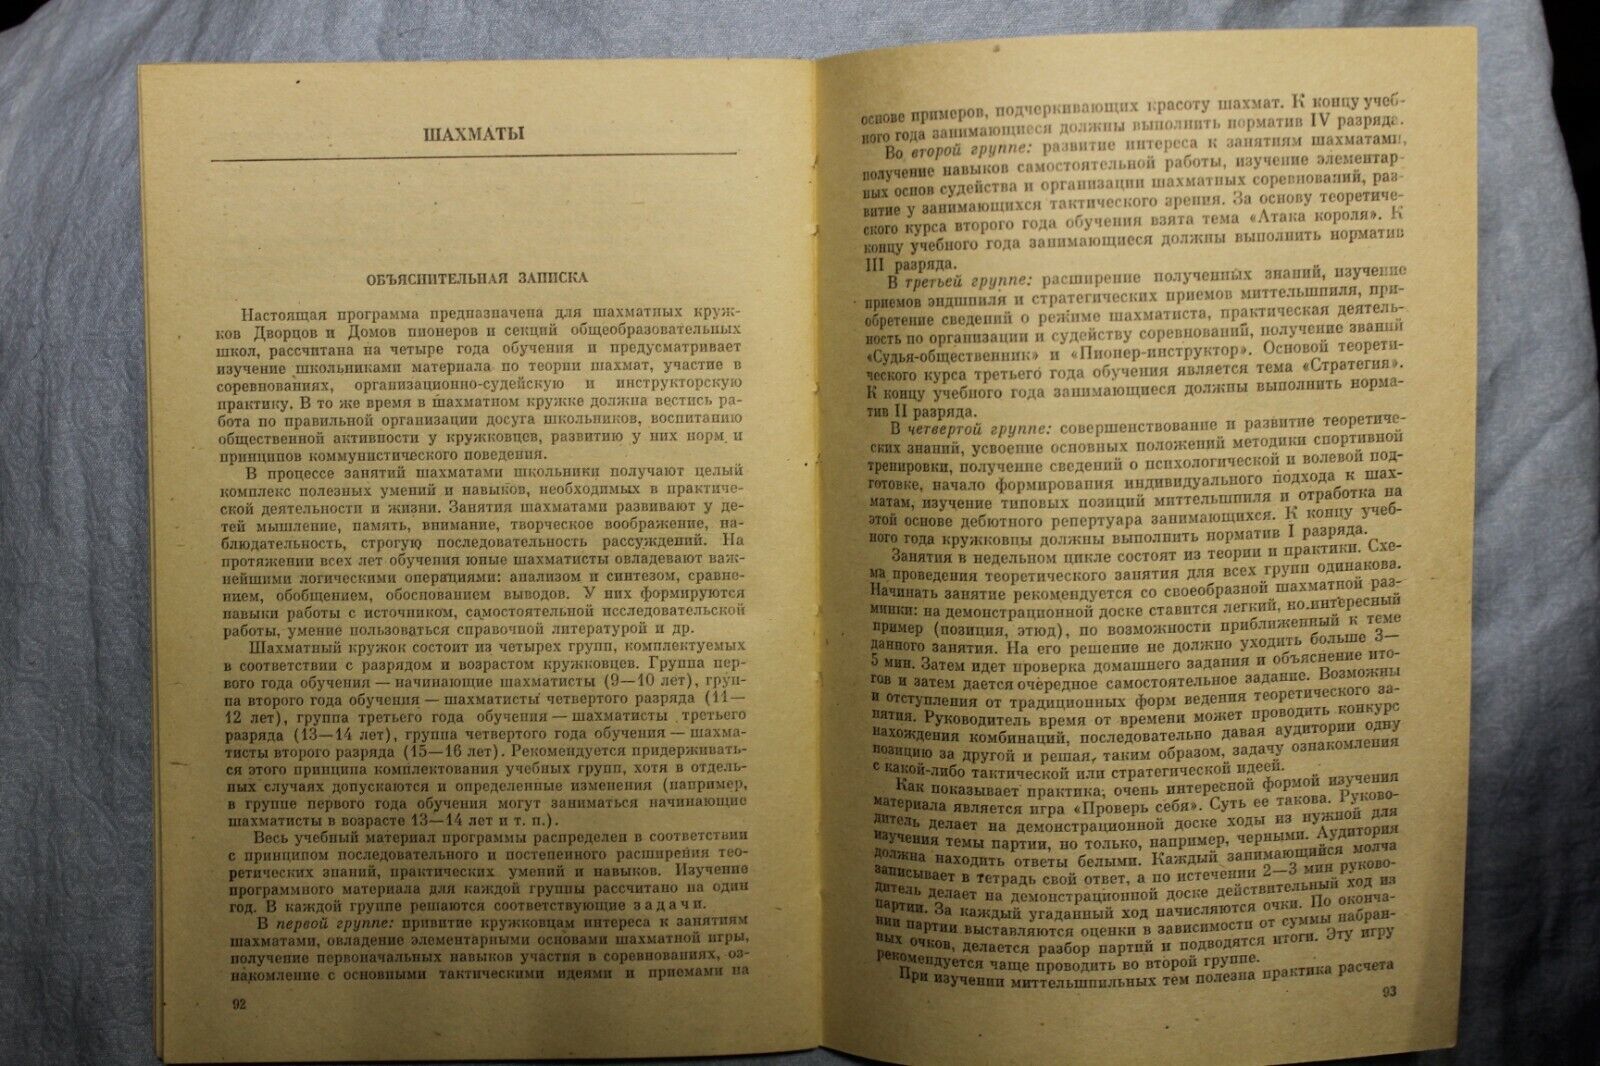 ШАХМАТЫ
ОБЪЯСНИТЕЛЬНАЯ ЗАПИСКА
Настоящая программа предназначена для шахматных круж-
ков Дворцов и Домов пионеров и секций общеобразовательных
школ, рассчитана на четыре года обучения и предусматривает
изучение школьниками материала по теории шахмат, участие в
соревнованиях, организационно-судейскую и инструкторскую
практику. В то же время в шахматном кружке должна вестись ра-
бота по правильной организации досуга школьников, воспитанию
общественной активности у кружковцев, развитию у них норм и
принципов коммунистического поведения.
В процессе занятий шахматами школьники получают целый
комплекс полезных умений и навыков, необходимых в практиче-
ской деятельности и жизни. Занятия шахматами развивают у де-
тей мышление, память, внимание, творческое воображение, на-
блюдательность, строгую последовательность рассуждений. На
протяжении всех лет обучения юные шахматисты овладевают важ-
нейшими логическими операциями: анализом и синтезом, сравне-
нием, обобщением, обоснованием выводов. У них формируются
навыки работы с источником, самостоятельной исследовательской
работы, умение пользоваться справочной литературой и др.
Шахматный кружок состоит из четырех групп, комплектуемых
в соответствии с разрядом и возрастом кружковцев. Группа пер-
вого года обучения — начинающие шахматисты (9—10 лет), груп-
па второго года обучения — шахматисты четвертого разряда (11—
12 лет), группа третьего года обучения — шахматисты третьего
разряда (13—14 лет), группа четвертого года обучения — шахма-
тисты второго разряда (15—16 лет). Рекомендуется придерживать-
ся этого принципа комплектования учебных групп, хотя в отдель-
ных случаях допускаются и определенные изменения (например,
в группе первого года обучения могут заниматься начинающие
шахматисты в возрасте 13—14 лет и т. п.).
Весь учебный материал программы распределен в соответствии
с принципом последовательного и постепенного расширения тео-
ретических знаний, практических умений и навыков. Изучение
программного материала для каждой группы рассчитано на один
год. В каждой группе решаются соответствующие задачи.
В первой группе: привитие кружковцам интереса к занятиям
шахматами, овладение элементарными основами шахматной игры,
получение первоначальных навыков участия в соревнованиях, оз-
накомление с основными тактическими идеями и приемами на
92
основе примеров, подчеркивающих красоту шахмат. К концу учеб-
ного года занимающиеся должны выполнить норматив IV разряда.
Во второй группе: развитие интереса к занятиям шахматами,
получение навыков самостоятельной работы, изучение элементар-
ных основ судейства и организации шахматных соревнований, раз-
витие у занимающихся тактического зрения. За основу теоретиче-
ского курса второго года обучения взята тема «Атака короля». К
концу учебного года занимающиеся должны выполнить норматив
III разряда.
В третьей группе: расширение полученных знаний, изучение
приемов эндшпиля и стратегических приемов миттельшпиля, при-
обретение сведений о режиме шахматиста, практическая деятель-
ность по организации и судейству соревнований, получение званий
«Судья-общественник» и «Пионер-инструктор». Основой теорети-
ческого курса третьего года обучения является тема «Стратегия».
К концу учебного года занимающиеся должны выполнить норма-
тив II разряда.
В четвертой группе: совершенствование и развитие теоретиче-
ских знаний, усвоение основных положений методики спортивной
тренировки, получение сведений о психологической и волевой под-
готовке, начало формирования индивидуального подхода к шах-
матам, изучение типовых позиций миттельшпиля и отработка на
этой основе дебютного репертуара занимающихся. К концу учеб-
ного года кружковцы должны выполнить норматив I разряда.
Занятия в недельном цикле состоят из теории и практики. Схе-
ма проведения теоретического занятия для всех групп одинакова.
Начинать занятие рекомендуется со своеобразной шахматной раз-
минки: на демонстрационной доске ставится легкий, но интересный
пример (позиция, этюд), по возможности приближенный к теме
данного занятия. На его решение не должно уходить больше 3—
5 мин. Затем идет проверка домашнего задания и объяснение ито-
гов и затем дается очередное самостоятельное задание. Возможны
и отступления от традиционных форм ведения теоретического за-
нятия. Руководитель время от времени может проводить конкурс
нахождения комбинаций, последовательно давая аудитории одну
позицию за другой и решая, таким образом, задачу ознакомления
с какой-либо тактической или стратегической идеей.
Как показывает практика, очень интересной формой изучения
материала является игра «Проверь себя». Суть ее такова. Руково-
дитель делает на демонстрационной доске ходы из нужной для
изучения темы партии, но только, например, черными. Аудитория
должна находить ответы белыми. Каждый занимающийся молча
записывает в тетрадь свой ответ, а по истечении 2—3 мин руково-
дитель делает на демонстрационной доске действительный ход из
партии. За каждый угаданный ход начисляются очки. По оконча-
нии партии выставляются оценки в зависимости от суммы набран-
ных очков, делается разбор партий и подводятся итоги. Эту игру
рекомендуется чаще проводить во второй группе.
При изучении миттельшпильных тем полезна практика расчета
93